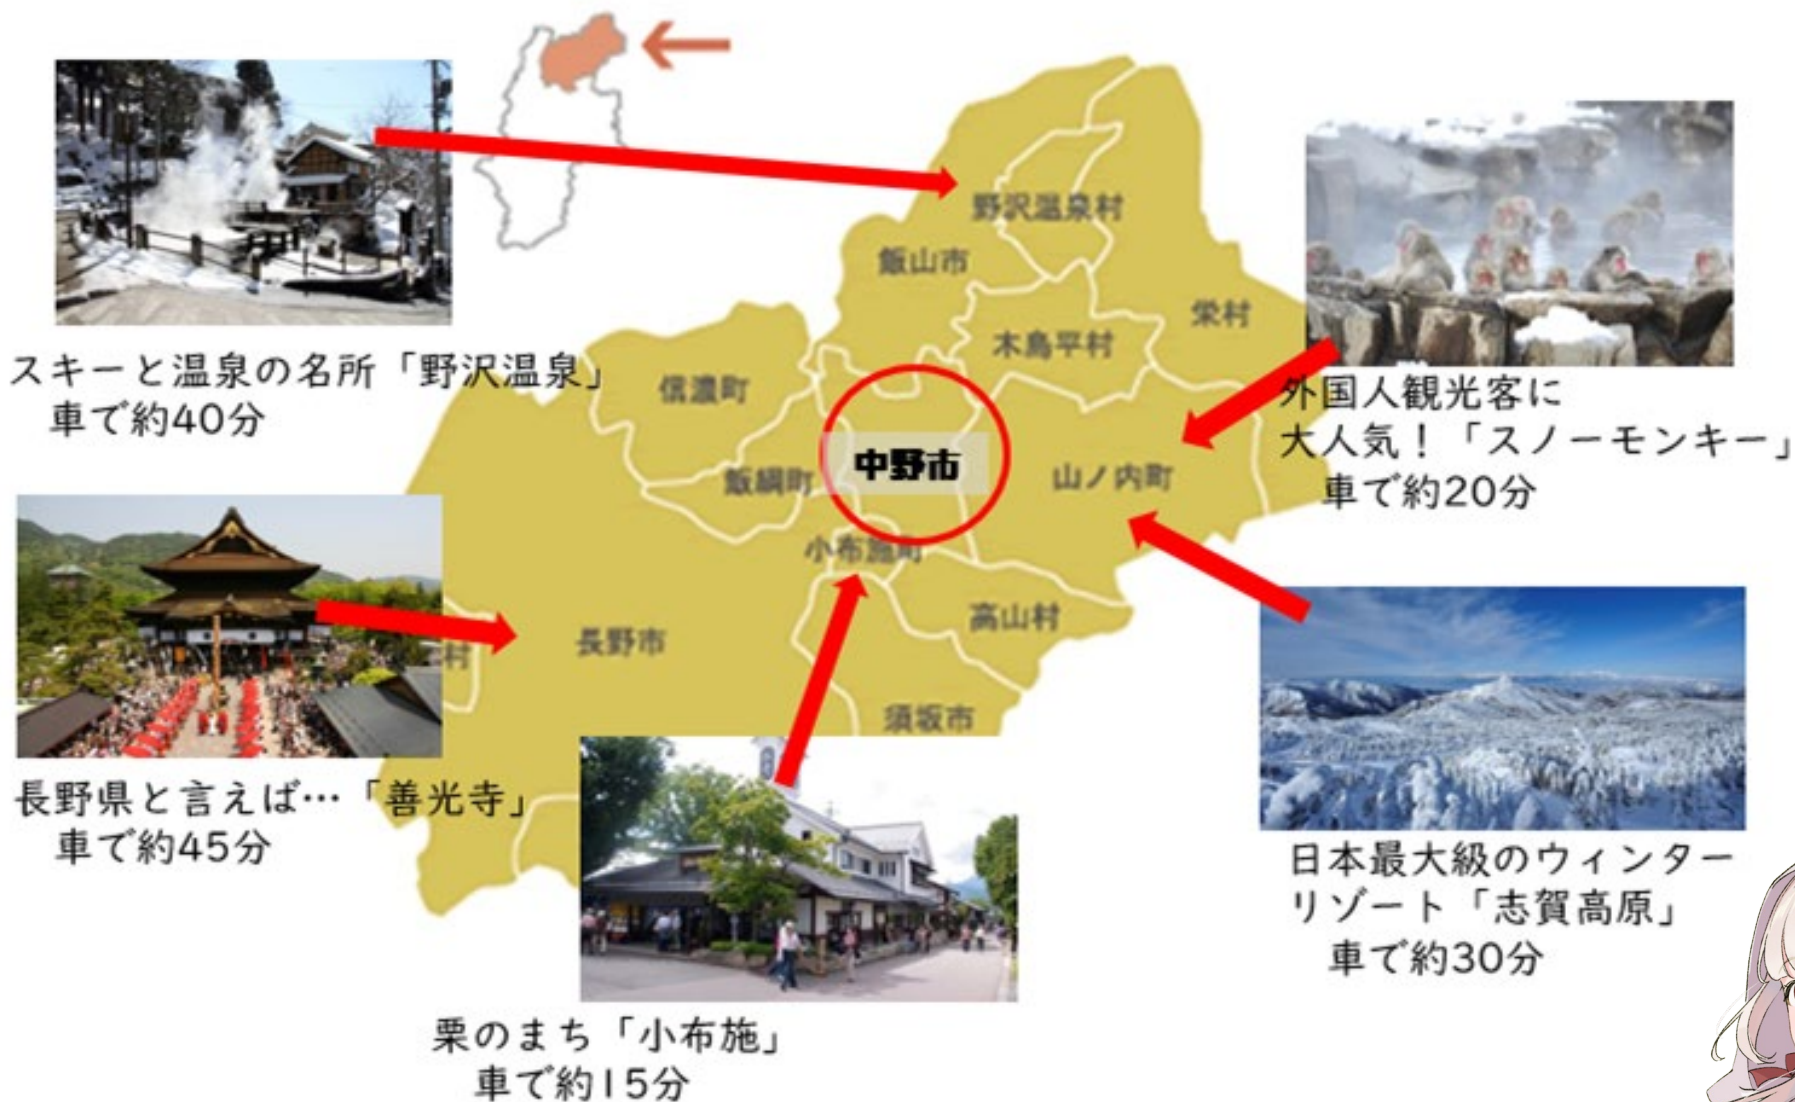 野沢温泉村
飯山市
栄村
木島平村
スキーと温泉の名所「野沢温泉」
車で約40分
信濃町
外国人観光客に
大人気！「スノーモンキー」
車で約20分
中野市
飯綱町
山ノ内町
小布施町
高山村
長野市
村
須坂市
長野県と言えば…「善光寺」
車で約45分
日本最大級のウィンター
リゾート「志賀高原」
車で約30分
栗のまち「小布施」
車で約15分